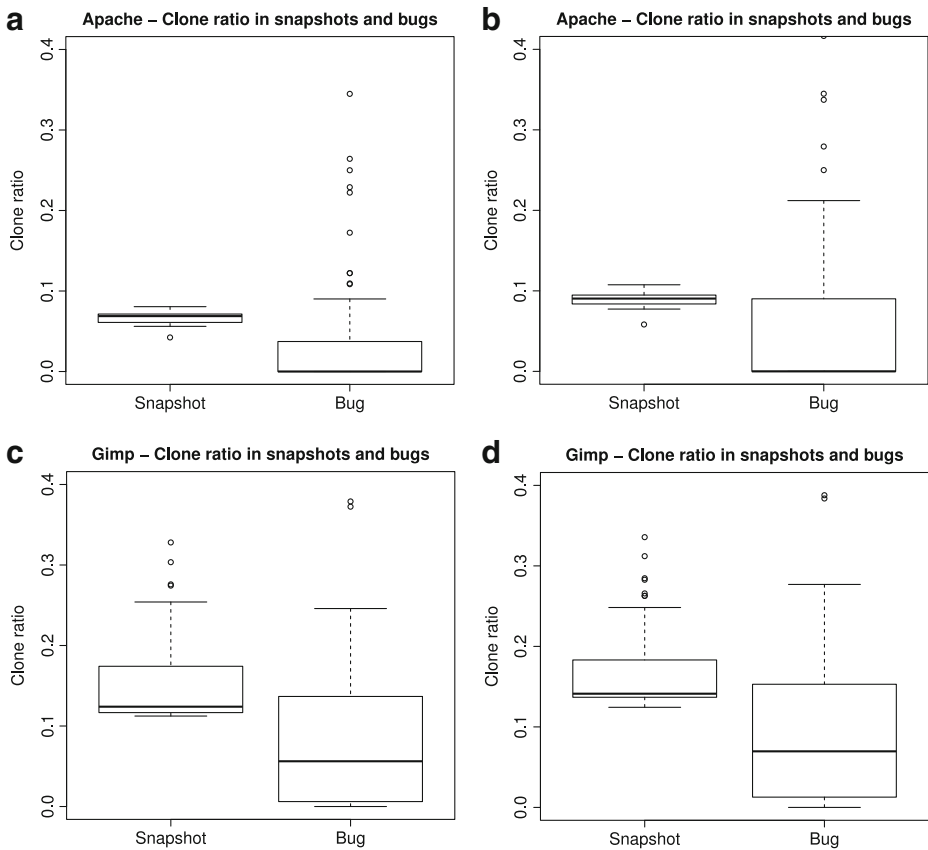 a
Apache – Clone ratio in snapshots and bugs
Clone ratio
0.4
0.3
0.2
0.1
0.0
Snapshot
Bug
b
Apache – Clone ratio in snapshots and bugs
Clone ratio
0.4
0.3
0.2
0.1
0.0
Snapshot
Bug
c
Gimp – Clone ratio in snapshots and bugs
Clone ratio
0.4
0.3
0.2
0.1
0.0
Snapshot
Bug
d
Gimp – Clone ratio in snapshots and bugs
Clone ratio
0.4
0.3
0.2
0.1
0.0
Snapshot
Bug